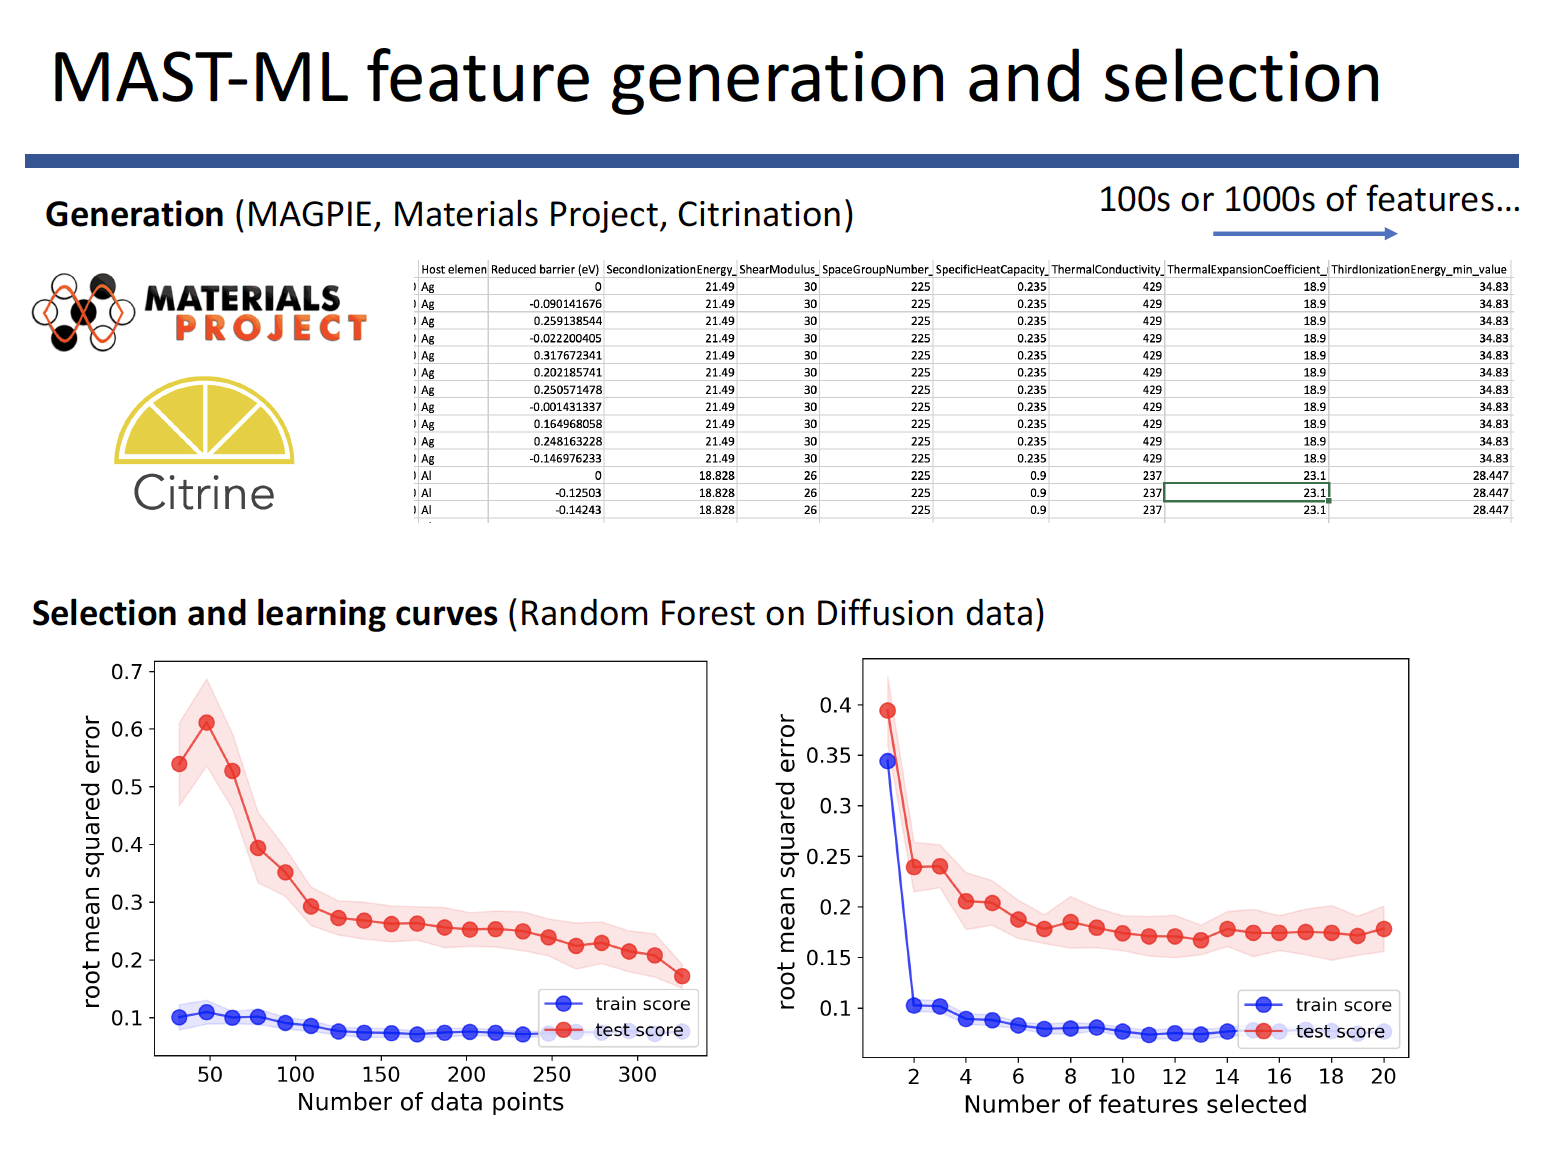 MAST-ML feature generation and selection
Generation (MAGPIE, Materials Project, Citrination)
100s or 1000s of features...
MATERIALS
PROJECT
Citrine
Host elemen Reduced barrier (eV) SecondIonizationEnergy_ ShearModulus_ SpaceGroupNumber_ SpecificHeatCapacity_ ThermalConductivity_ ThermalExpansionCoefficient_ ThirdIonizationEnergy_min_value
Ag 0 21.49 30 225 0.235 429 18.9 34.83
Ag -0.090141676 21.49 30 225 0.235 429 18.9 34.83
Ag 0.259138544 21.49 30 225 0.235 429 18.9 34.83
Ag -0.022200405 21.49 30 225 0.235 429 18.9 34.83
Ag 0.317672341 21.49 30 225 0.235 429 18.9 34.83
Ag 0.202185741 21.49 30 225 0.235 429 18.9 34.83
Ag 0.250571478 21.49 30 225 0.235 429 18.9 34.83
Ag -0.001431337 21.49 30 225 0.235 429 18.9 34.83
Ag 0.164968058 21.49 30 225 0.235 429 18.9 34.83
Ag 0.248163228 21.49 30 225 0.235 429 18.9 34.83
Ag -0.146976233 21.49 30 225 0.235 429 18.9 34.83
Al 0 18.828 26 225 0.9 237 23.1 28.447
Al -0.12503 18.828 26 225 0.9 237 23.1 28.447
Al -0.14243 18.828 26 225 0.9 237 23.1 28.447
Selection and learning curves (Random Forest on Diffusion data)
root mean squared error
0.7
0.6
0.5
0.4
0.3
0.2
0.1
train score
test score
50 100 150 200 250 300
Number of data points
root mean squared error
0.4
0.35
0.3
0.25
0.2
0.15
0.1
train score
test score
2 4 6 8 10 12 14 16 18 20
Number of features selected